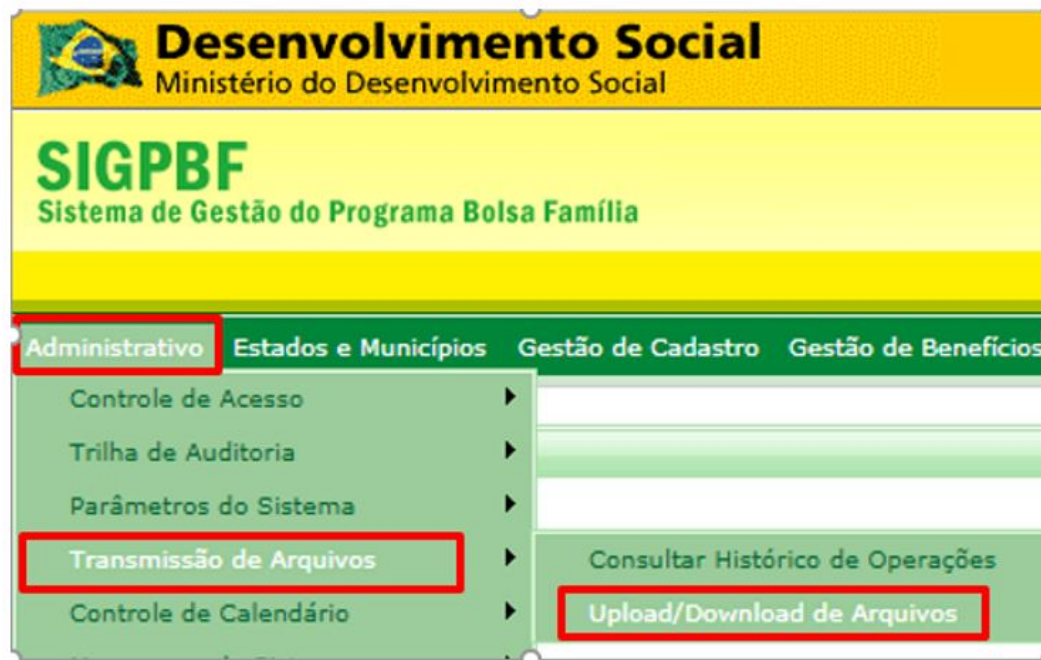 Desenvolvimento Social
Ministério do Desenvolvimento Social
SIGPBF
Sistema de Gestão do Programa Bolsa Família
Administrativo Estados e Municípios Gestão de Cadastro Gestão de Benefícios
Controle de Acesso
Trilha de Auditoria
Parâmetros do Sistema
Transmissão de Arquivos Consultar Histórico de Operações
Controle de Calendário Upload/Download de Arquivos